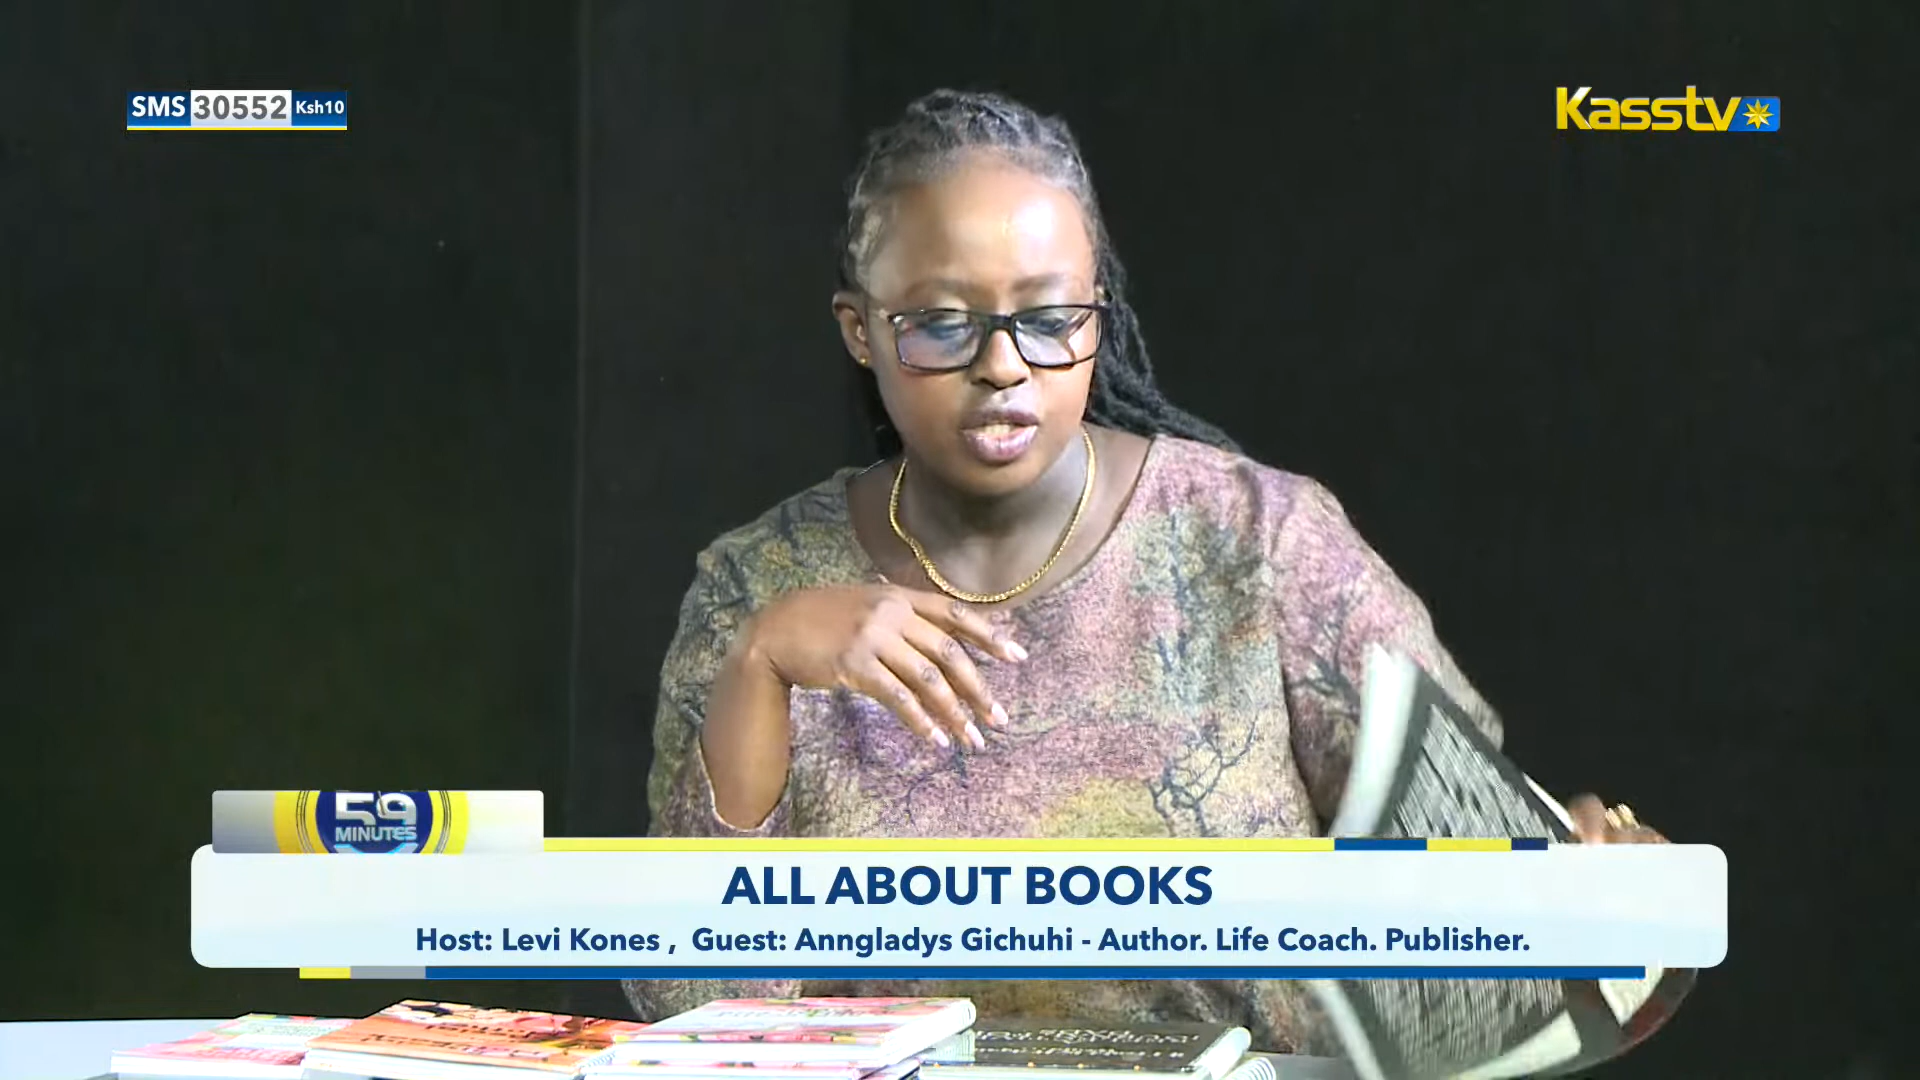 SMS 30552 Ksh10
Kasstv
59
MINUTES
ALL ABOUT BOOKS
Host: Levi Kones , Guest: Anngladys Gichuhi - Author. Life Coach. Publisher.